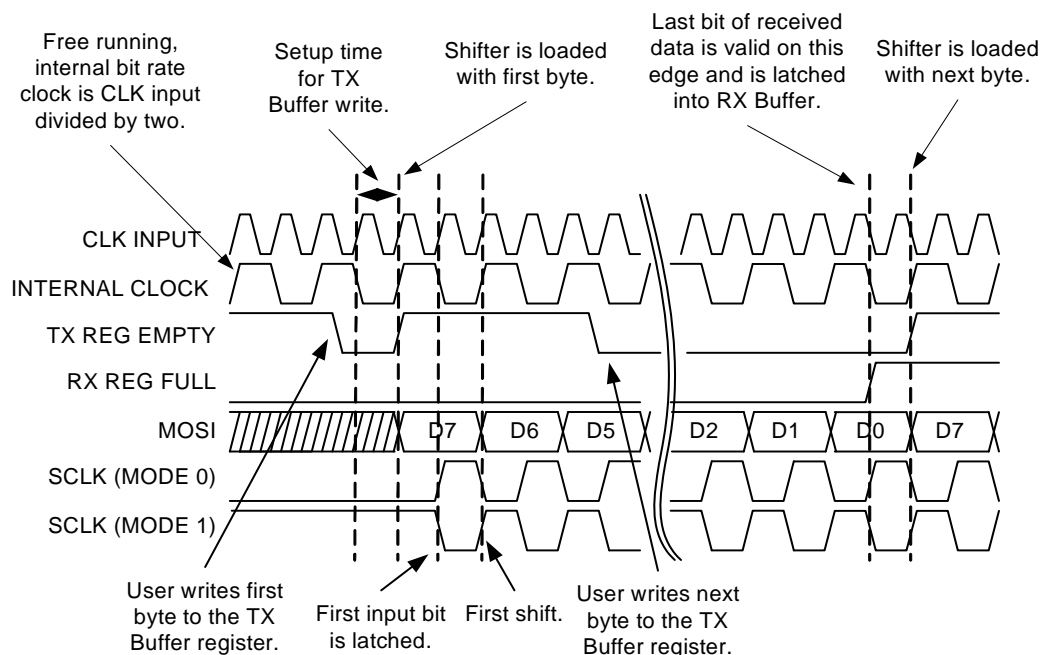 Free running,
internal bit rate
clock is CLK input
divided by two.
Setup time
for TX
Buffer write.
Shifter is loaded
with first byte.
Last bit of received
data is valid on this
edge and is latched
into RX Buffer.
Shifter is loaded
with next byte.
CLK INPUT
INTERNAL CLOCK
TX REG EMPTY
RX REG FULL
MOSI
D7 D6 D5 D2 D1 D0 D7
SCLK (MODE 0)
SCLK (MODE 1)
User writes first
byte to the TX
Buffer register.
First input bit
is latched.
First shift.
User writes next
byte to the TX
Buffer register.